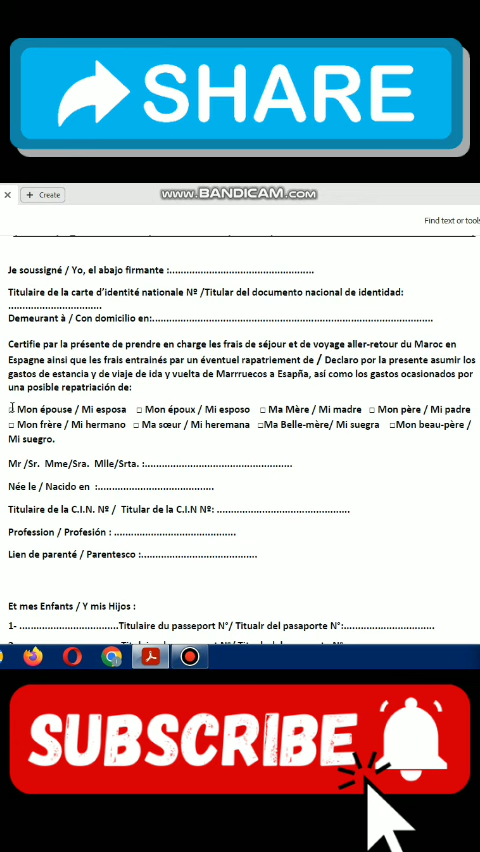 SHARE
Create
WWW.BANDICAM.COM
Find text or tools
Je soussigné / Yo, el abajo firmante :....................................................
Titulaire de la carte d'identité nationale Nº /Titular del documento nacional de identidad:
.................................
Demeurant à / Con domicilio en:.........................................................................................................
Certifie par la présente de prendre en charge les frais de séjour et de voyage aller-retour du Maroc en
Espagne ainsi que les frais entrainés par un éventuel rapatriement de / Declaro por la presente asumir los
gastos de estancia y de viaje de ida y vuelta de Marrruecos a Esapña, así como los gastos ocasionados por
una posible repatriación de:
□ Mon épouse / Mi esposa □ Mon époux / Mi esposo □ Ma Mère / Mi madre □ Mon père / Mi padre
□ Mon frère / Mi hermano □ Ma sœur / Mi heremana □Ma Belle-mère/ Mi suegra □Mon beau-père /
Mi suegro.
Mr /Sr. Mme/Sra. Mlle/Srta. :.....................................................
Née le / Nacido en :..........................................
Titulaire de la C.I.N. Nº / Titular de la C.I.N Nº: ................................................
Profession / Profesión : ............................................
Lien de parenté / Parentesco :..........................................
Et mes Enfants / Y mis Hijos :
1- ....................................Titulaire du passeport N°/ Titualr del pasaporte N°:.................................
SUBSCRIBE